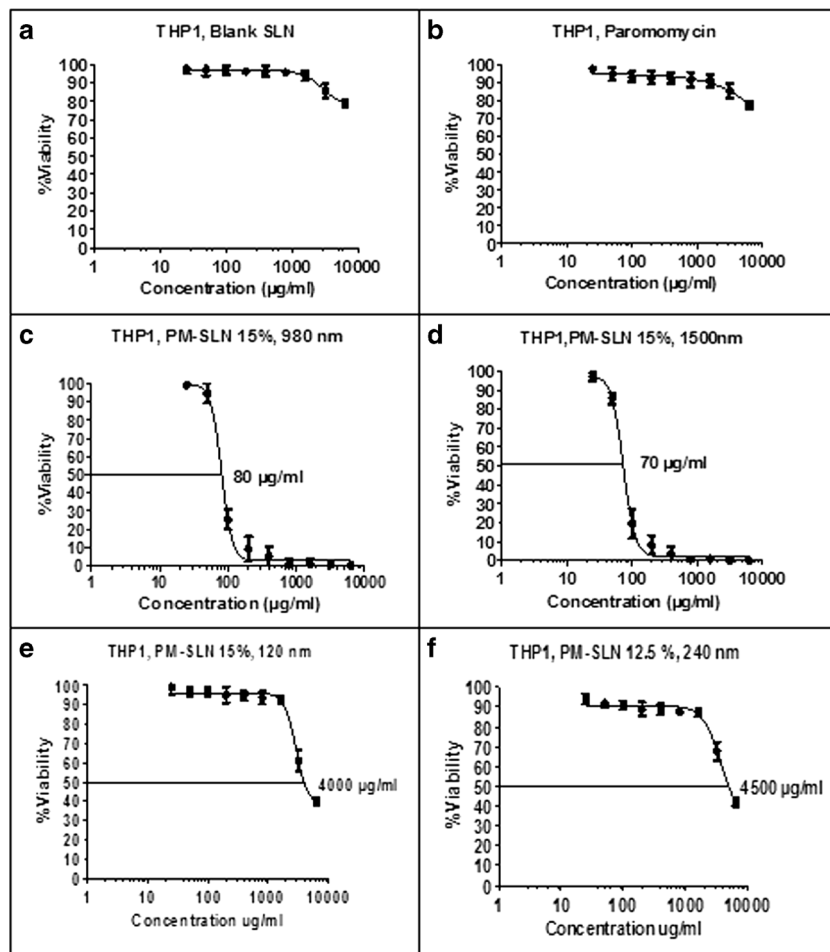 a
THP1, Blank SLN
100
90
80
70
60
50
40
30
20
10
0
%Viability
1 10 100 1000 10000
Concentration (µg/ml)
b
THP1, Paromomycin
100
90
80
70
60
50
40
30
20
10
0
%Viability
1 10 100 1000 10000
Concentration (µg/ml)
c
THP1, PM-SLN 15%, 980 nm
100
90
80
70
60
50
40
30
20
10
0
%Viability
80 µg/ml
1 10 100 1000 10000
Concentration (µg/ml)
d
THP1,PM-SLN 15%, 1500nm
100
90
80
70
60
50
40
30
20
10
0
%Viability
70 µg/ml
1 10 100 1000 10000
Concentration (µg/ml)
e
THP1, PM-SLN 15%, 120 nm
100
90
80
70
60
50
40
30
20
10
0
%Viability
4000 µg/ml
1 10 100 1000 10000
Concentration ug/ml
f
THP1, PM-SLN 12.5 %, 240 nm
100
90
80
70
60
50
40
30
20
10
0
%Viability
4500 µg/ml
1 10 100 1000 10000
Concentration ug/ml